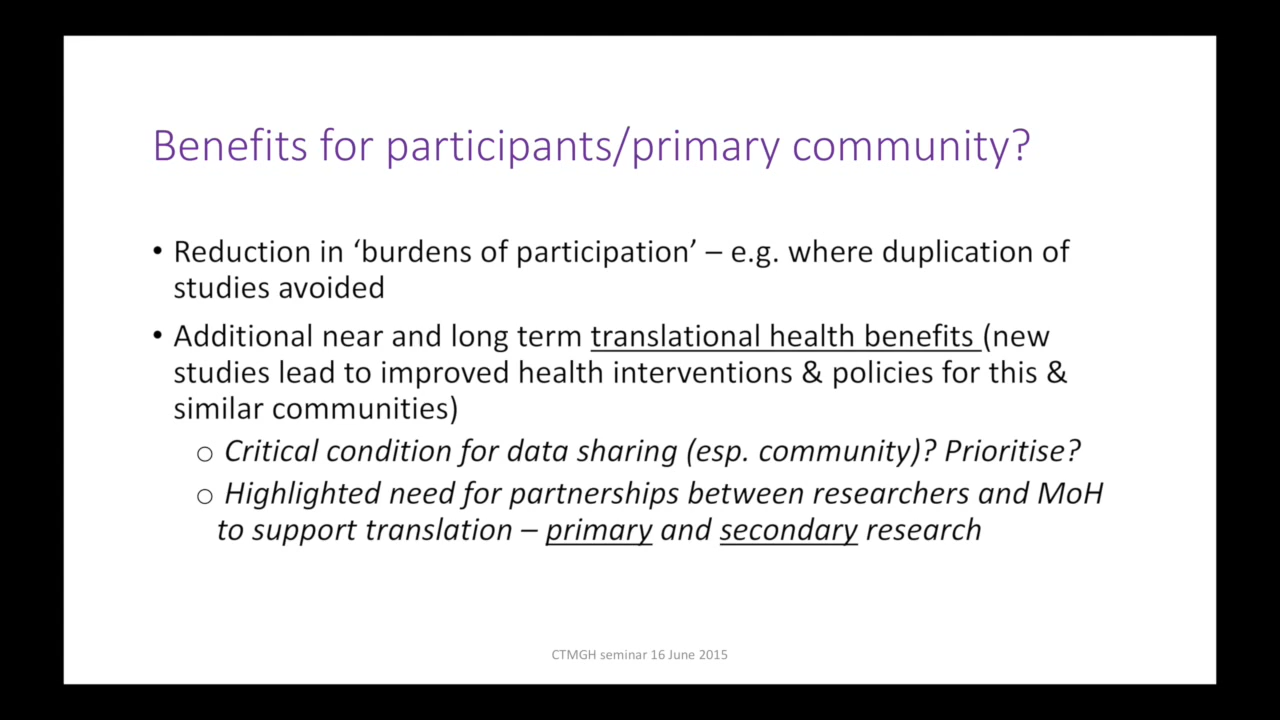 Benefits for participants/primary community?
• Reduction in ‘burdens of participation’ – e.g. where duplication of
studies avoided
• Additional near and long term translational health benefits (new
studies lead to improved health interventions & policies for this &
similar communities)
o Critical condition for data sharing (esp. community)? Prioritise?
o Highlighted need for partnerships between researchers and MoH
to support translation – primary and secondary research
CTMGH seminar 16 June 2015